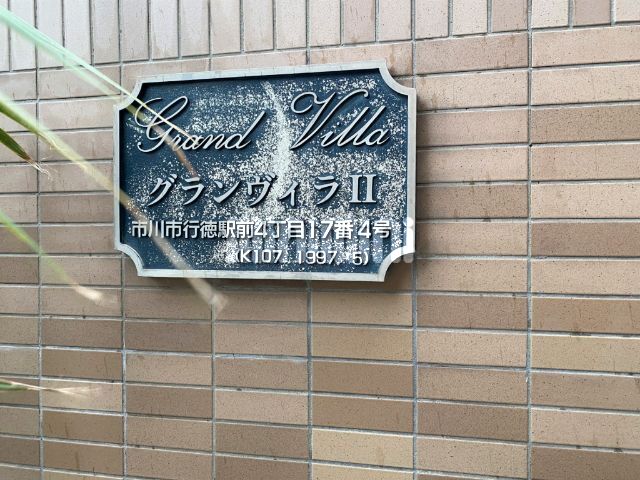 Grand Villa
グランヴィラⅡ
市川市行徳駅前4丁目17番4号
(K107. 1997. 5)